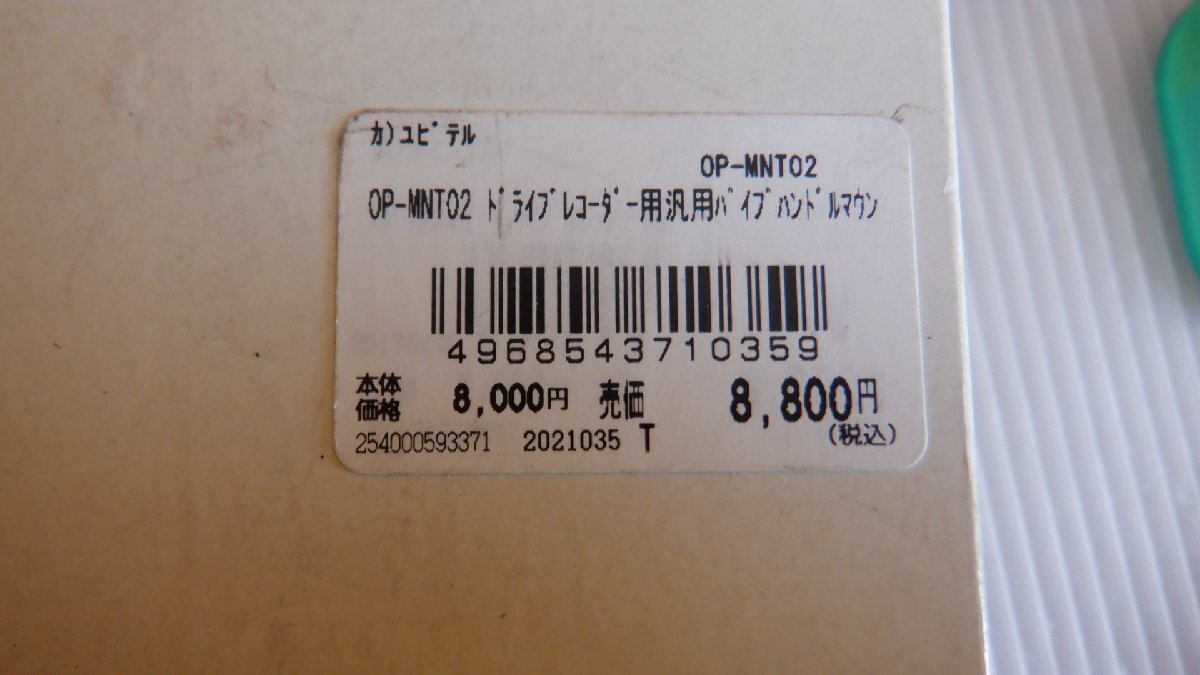 ｶ)ﾕﾋﾟﾃﾙ
OP-MNT02
OP-MNT02 ﾄﾞﾗｲﾌﾞﾚｺｰﾀﾞｰ用汎用ﾊﾞｲﾌﾞﾊﾝﾄﾞﾙﾏｳﾝ
4968543710359
本体価格 8,000円 売価 8,800円
(税込)
254000593371 2021035 T